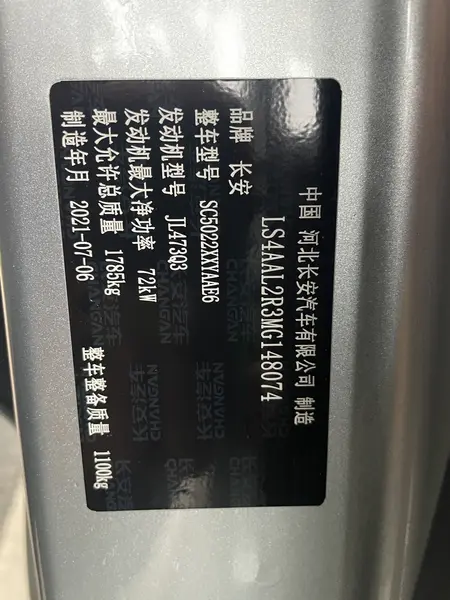 中国 河北长安汽车有限公司 制造
LS4AAL2R3MG148074
品牌 长安
整车型号 SC5022XXYAAE6
发动机型号 JL473Q3
发动机最大净功率 72kW
最大允许总质量 1785kg 整车整备质量 1100kg
制造年月 2021-07-06